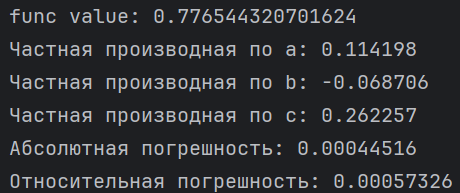 func value: 0.776544320701624
Частная производная по a: 0.114198
Частная производная по b: -0.068706
Частная производная по c: 0.262257
Абсолютная погрешность: 0.00044516
Относительная погрешность: 0.00057326